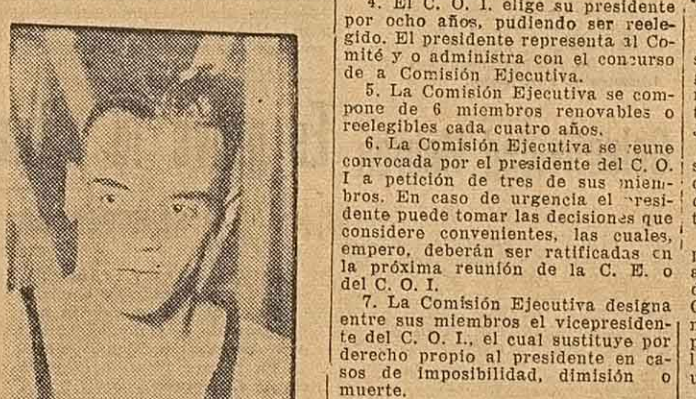 4. El C. O. I. elige su presidente
por ocho años, pudiendo ser reele-
gido. El presidente representa al Co-
mité y o administra con el concurso
de a Comisión Ejecutiva.
5. La Comisión Ejecutiva se com-
pone de 6 miembros renovables o
reelegibles cada cuatro años.
6. La Comisión Ejecutiva se reune
convocada por el presidente del C. O.
I a petición de tres de sus miem-
bros. En caso de urgencia el presi-
dente puede tomar las decisiones que
considere convenientes, las cuales,
empero, deberán ser ratificadas en
la próxima reunión de la C. E. o
del C. O. I.
7. La Comisión Ejecutiva designa
entre sus miembros el vicepresiden-
te del C. O. I., el cual sustituye por
derecho propio al presidente en ca-
sos de imposibilidad, dimisión o
muerte.